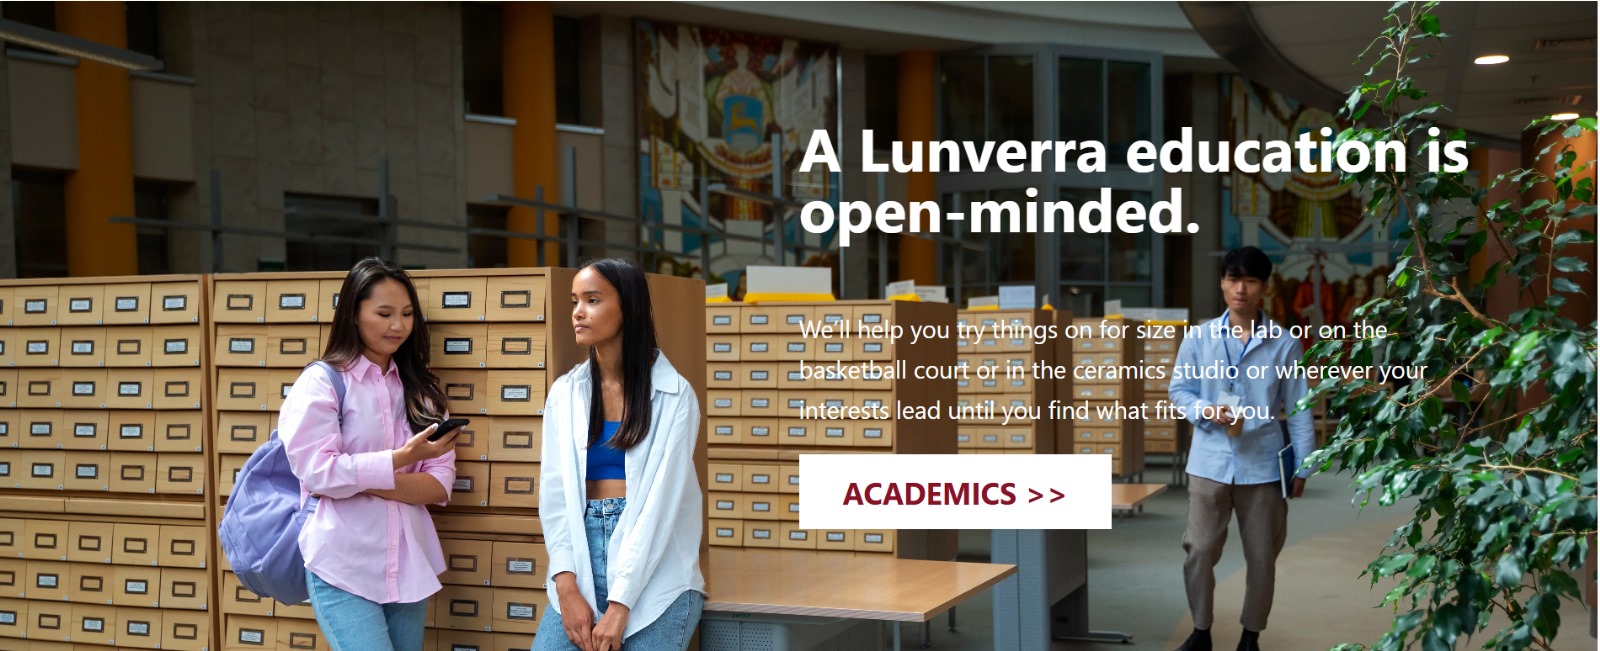 A Lunverra education is
open-minded.
We'll help you try things on for size in the lab or on the
basketball court or in the ceramics studio or wherever your
interests lead until you find what fits for you.
ACADEMICS >>